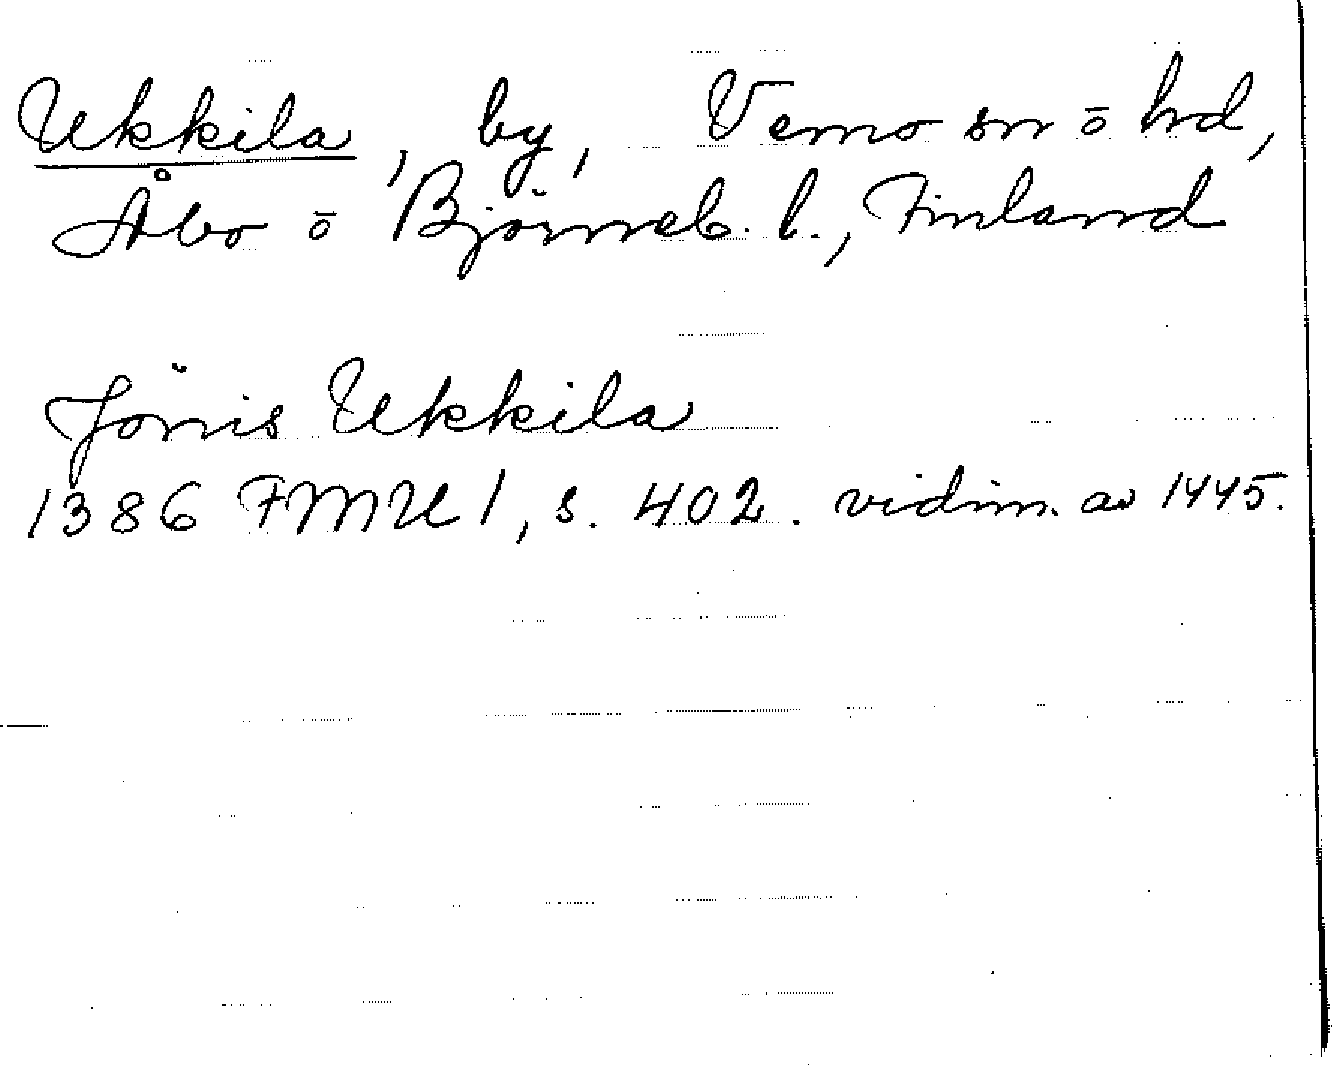 Ukkila, by, Vemo sn ō hd,
Åbo ō Björneb. l., Finland
Jönis Ukkila
1386 FMU 1, s. 402. vidim. av 1445.